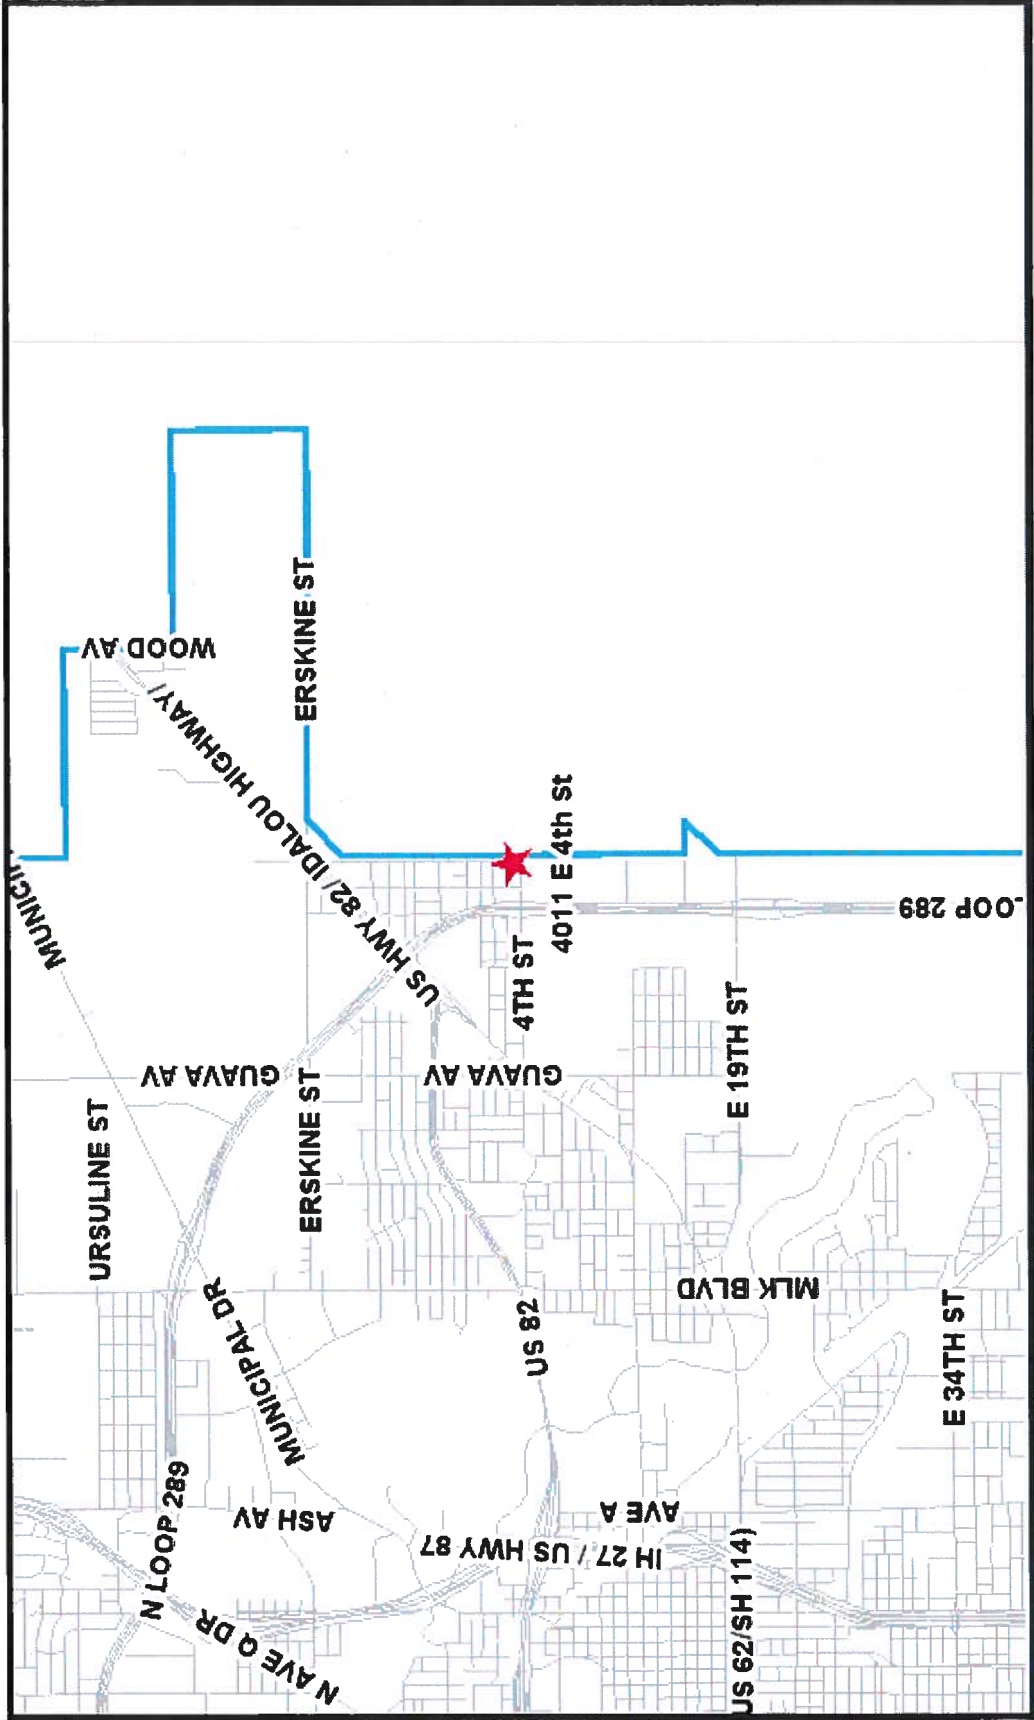 MUNICI
URSULINE ST
WOOD AV
N LOOP 289
MUNICIPAL DR
GUAVA AV
N AVE Q DR
ASH AV
ERSKINE ST
ERSKINE ST
US HWY 82/ IDALOU HIGHWAY/
IH 27 / US HWY 87
US 82
GUAVA AV
4TH ST
4011 E 4th St
AVE A
MLK BLVD
US 62/SH 114)
E 19TH ST
E 34TH ST
OOP 289